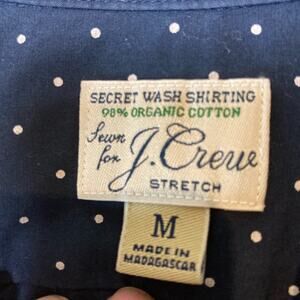 SECRET WASH SHIRTING
98% ORGANIC COTTON
Sewn
for J.Crew
STRETCH
M
MADE IN
MADAGASCAR